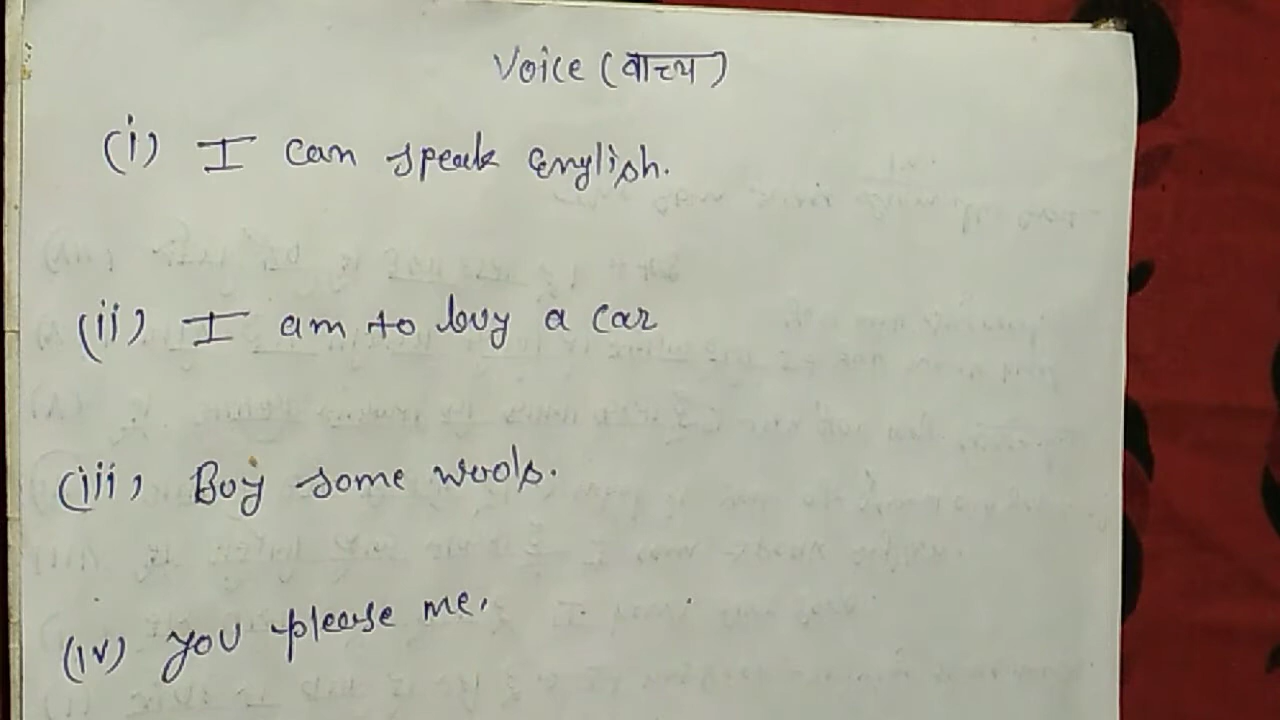 Voice (वाच्य)
(i) I can speak English.
(ii) I am to buy a car
(iii) Buy some wools.
(iv) you please me.